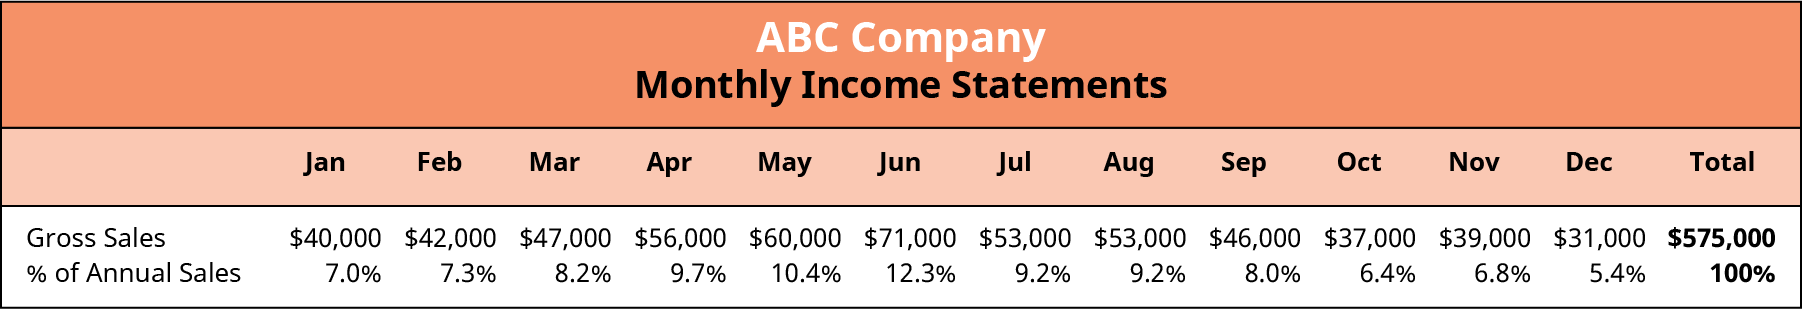 ABC Company
Monthly Income Statements
Jan Feb Mar Apr May Jun Jul Aug Sep Oct Nov Dec Total
Gross Sales $40,000 $42,000 $47,000 $56,000 $60,000 $71,000 $53,000 $53,000 $46,000 $37,000 $39,000 $31,000 $575,000
% of Annual Sales 7.0% 7.3% 8.2% 9.7% 10.4% 12.3% 9.2% 9.2% 8.0% 6.4% 6.8% 5.4% 100%